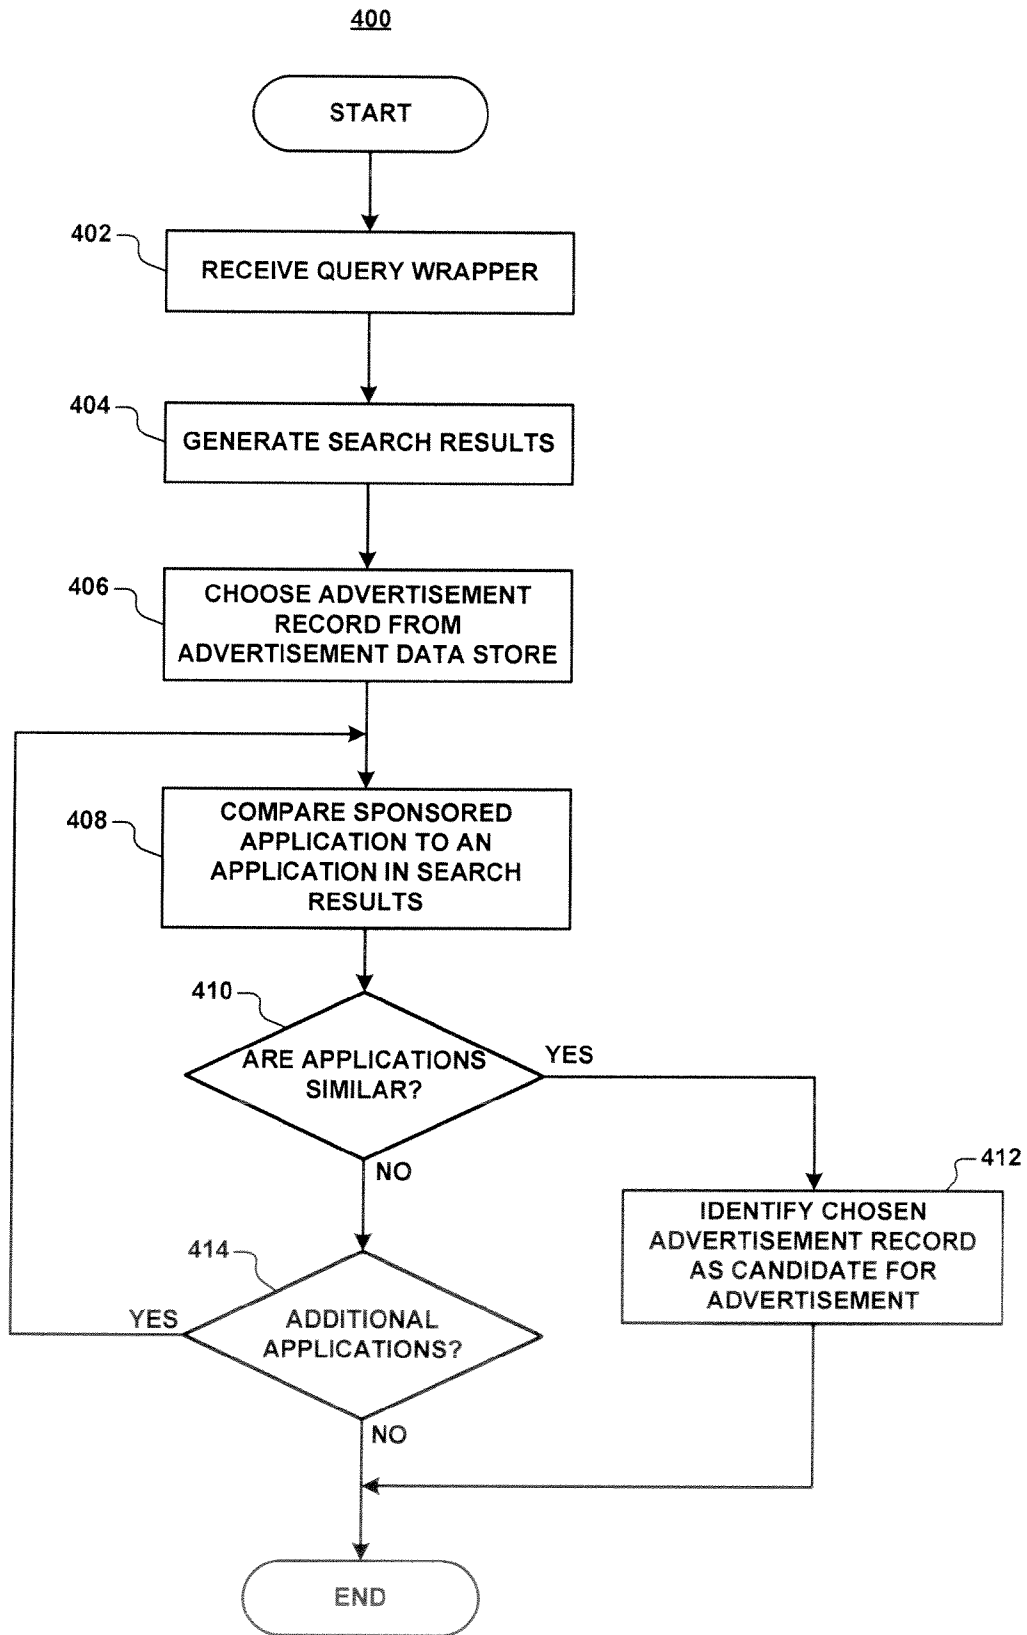 400
START
402
RECEIVE QUERY WRAPPER
404
GENERATE SEARCH RESULTS
406
CHOOSE ADVERTISEMENT
RECORD FROM
ADVERTISEMENT DATA STORE
408
COMPARE SPONSORED
APPLICATION TO AN
APPLICATION IN SEARCH
RESULTS
410
ARE APPLICATIONS
SIMILAR?
YES
NO
412
IDENTIFY CHOSEN
ADVERTISEMENT RECORD
AS CANDIDATE FOR
ADVERTISEMENT
414
ADDITIONAL
APPLICATIONS?
YES
NO
END